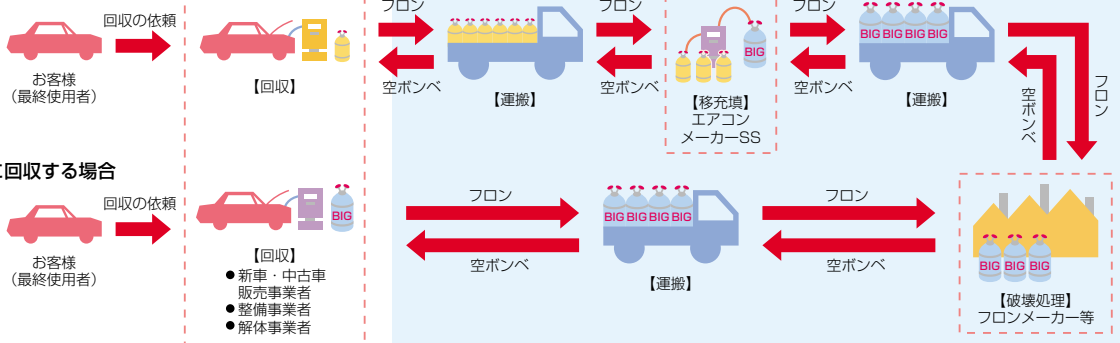 回収の依頼
お客様
（最終使用者）
【回収】
フロン
空ボンベ
【運搬】
フロン
空ボンベ
BIG
【移充填】
エアコン
メーカーSS
フロン
空ボンベ
BIG BIG BIG BIG
【運搬】
フロン
空ボンベ
に回収する場合
回収の依頼
お客様
（最終使用者）
BIG
【回収】
●新車・中古車
販売事業者
●整備事業者
●解体事業者
フロン
空ボンベ
BIG BIG BIG BIG
【運搬】
フロン
空ボンベ
BIG BIG BIG
【破壊処理】
フロンメーカー等